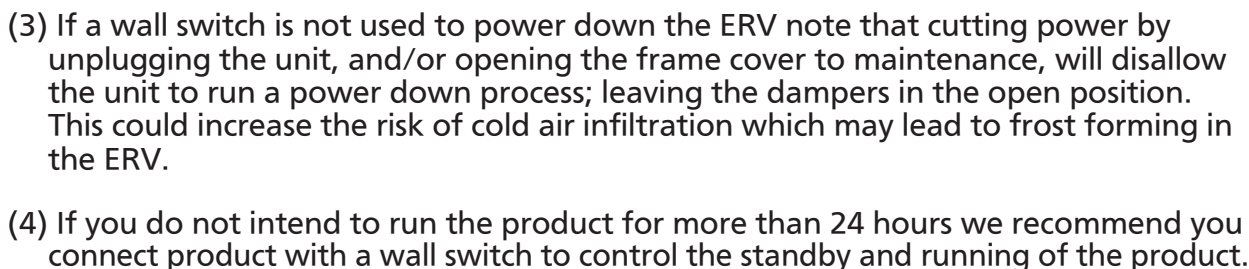 (3) If a wall switch is not used to power down the ERV note that cutting power by
unplugging the unit, and/or opening the frame cover to maintenance, will disallow
the unit to run a power down process; leaving the dampers in the open position.
This could increase the risk of cold air infiltration which may lead to frost forming in
the ERV.
(4) If you do not intend to run the product for more than 24 hours we recommend you
connect product with a wall switch to control the standby and running of the product.